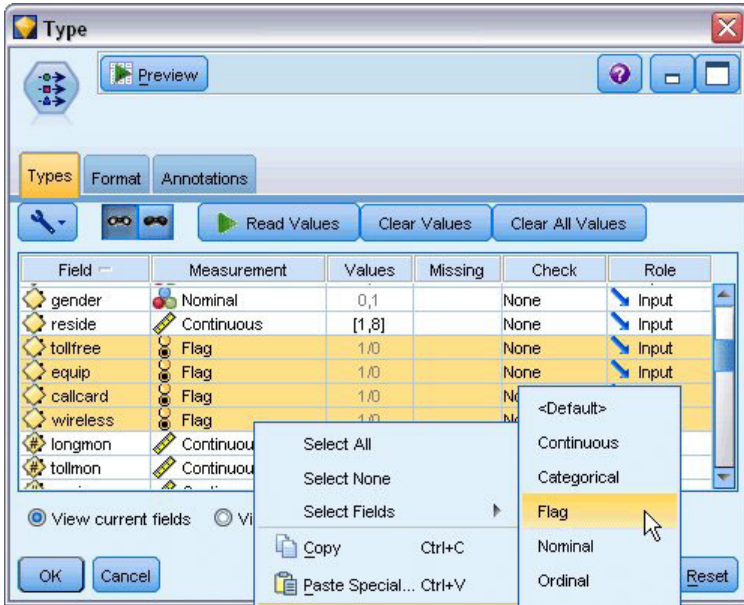 Type
Preview
Types Format Annotations
Read Values Clear Values Clear All Values
Field Measurement Values Missing Check Role
gender Nominal 0,1 None Input
reside Continuous [1,8] None Input
tollfree Flag 1/0 None Input
equip Flag 1/0 None Input
callcard Flag 1/0
wireless Flag 1/0
longmon
tollmon
<Default>
Continuous
Categorical
Flag
Nominal
Ordinal
Select All
Select None
Select Fields
Copy Ctrl+C
Paste Special... Ctrl+V
View current fields
OK Cancel Reset